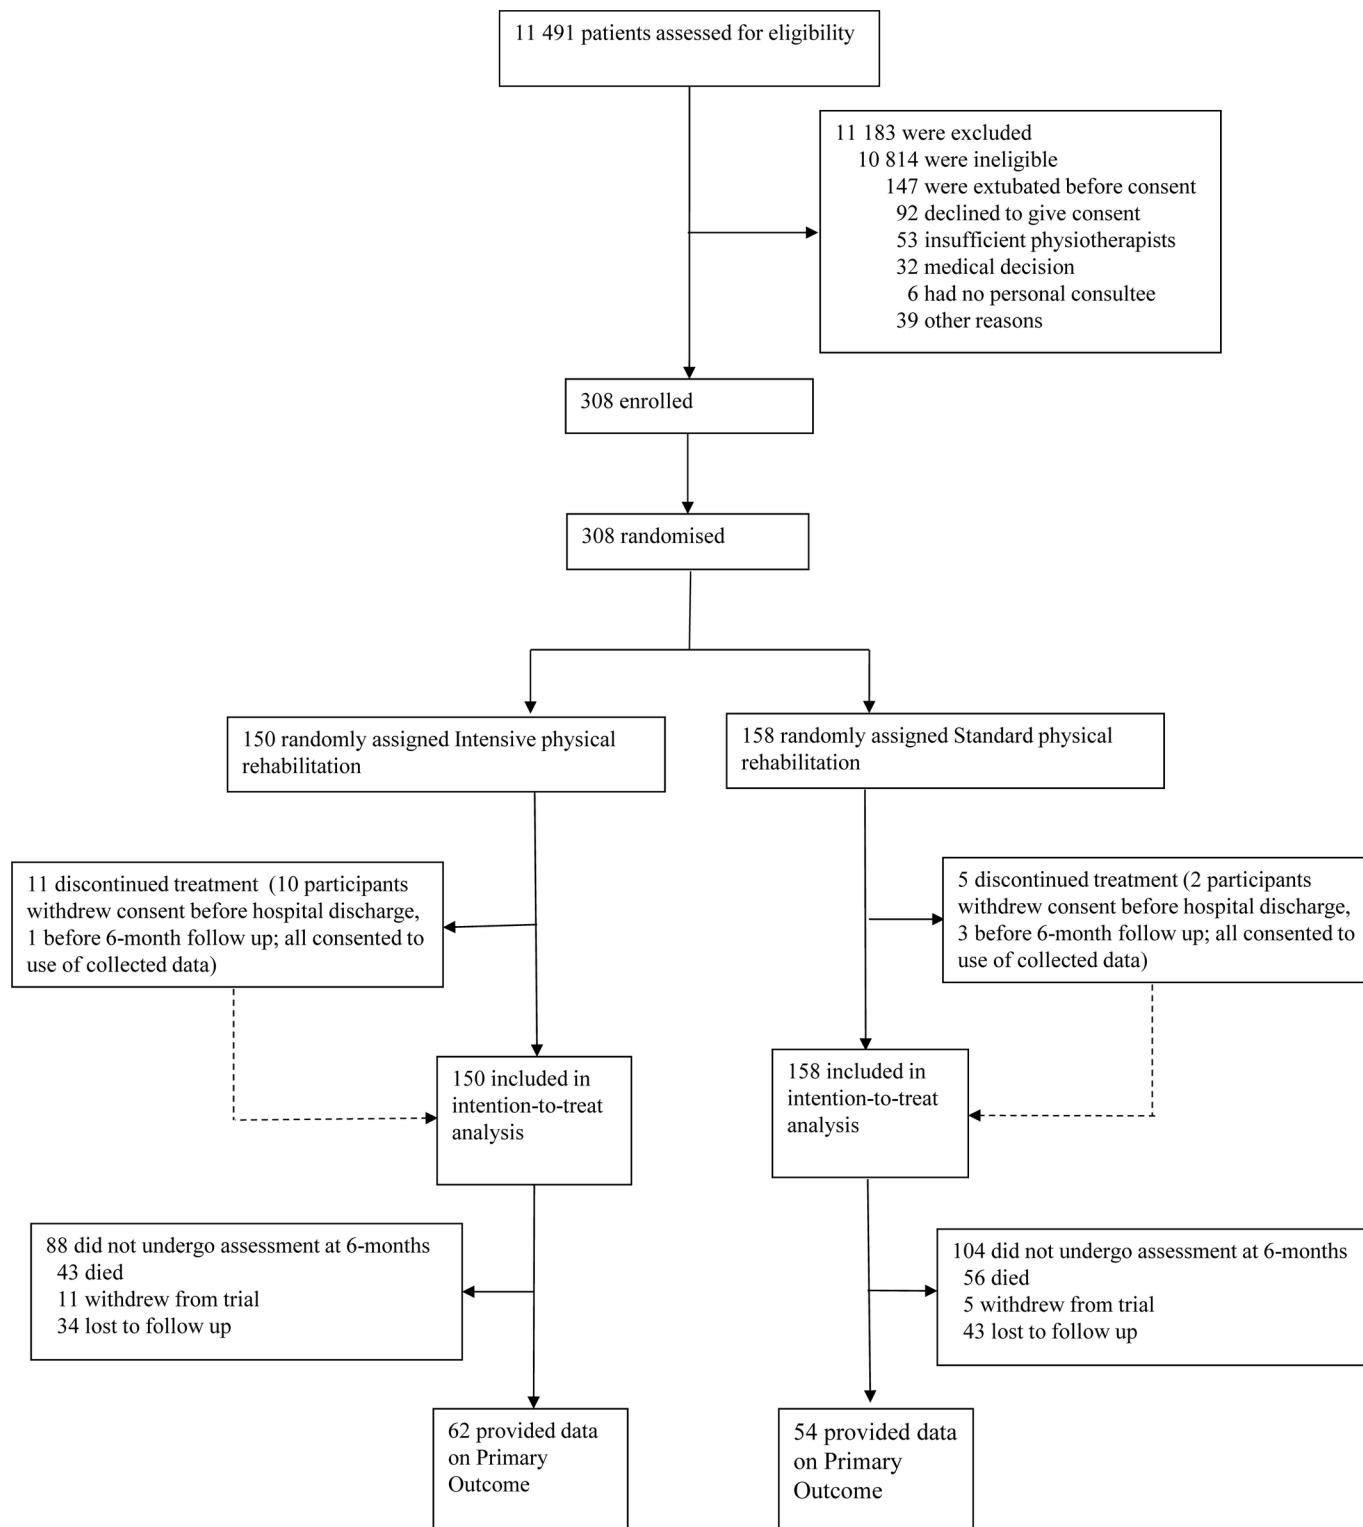 11 491 patients assessed for eligibility
11 183 were excluded
10 814 were ineligible
147 were extubated before consent
92 declined to give consent
53 insufficient physiotherapists
32 medical decision
6 had no personal consultee
39 other reasons
308 enrolled
308 randomised
150 randomly assigned Intensive physical
rehabilitation
158 randomly assigned Standard physical
rehabilitation
11 discontinued treatment (10 participants
withdrew consent before hospital discharge,
1 before 6-month follow up; all consented to
use of collected data)
5 discontinued treatment (2 participants
withdrew consent before hospital discharge,
3 before 6-month follow up; all consented to
use of collected data)
150 included in
intention-to-treat
analysis
158 included in
intention-to-treat
analysis
88 did not undergo assessment at 6-months
43 died
11 withdrew from trial
34 lost to follow up
104 did not undergo assessment at 6-months
56 died
5 withdrew from trial
43 lost to follow up
62 provided data
on Primary
Outcome
54 provided data
on Primary
Outcome